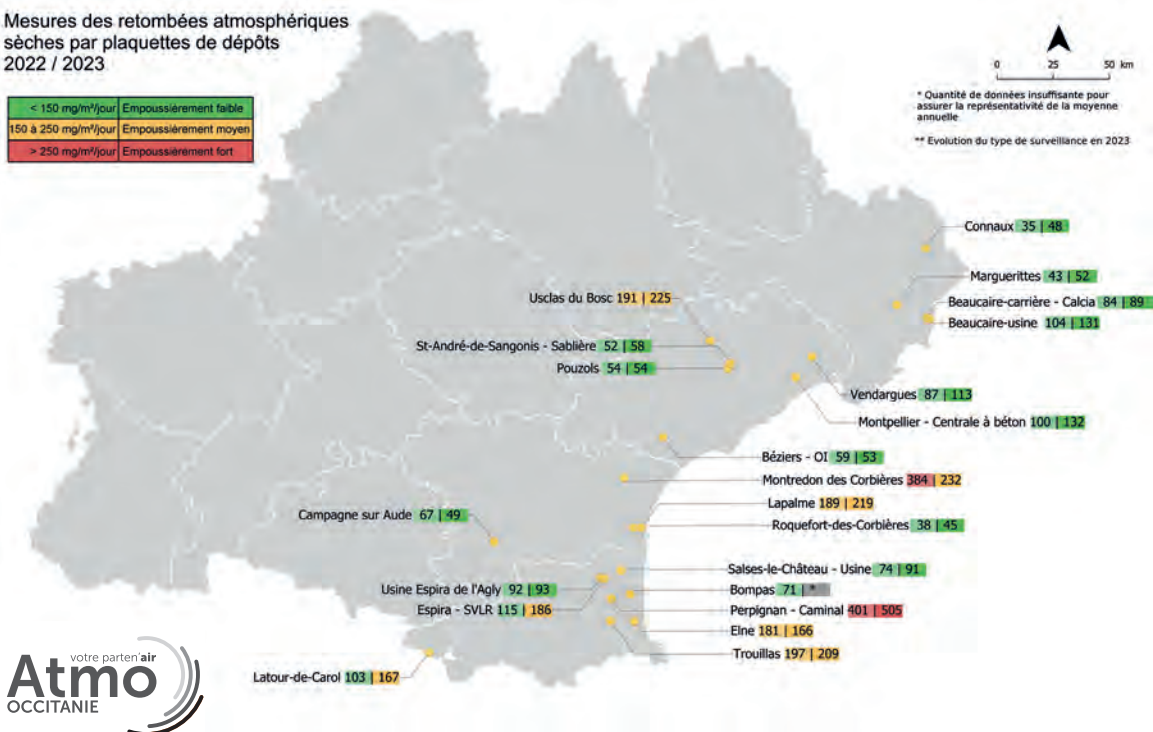 Mesures des retombées atmosphériques
sèches par plaquettes de dépôts
2022 / 2023
< 150 mg/m²/jour Empoussièrement faible
150 à 250 mg/m²/jour Empoussièrement moyen
> 250 mg/m²/jour Empoussièrement fort
0 25 50 km
* Quantité de données insuffisante pour
assurer la représentativité de la moyenne
annuelle
** Evolution du type de surveillance en 2023
Connaux 35 | 48
Marguerittes 43 | 52
Beaucaire-carrière - Calcia 84 | 89
Beaucaire-usine 104 | 131
Usclas du Bosc 191 | 225
St-André-de-Sangonis - Sablière 52 | 58
Pouzols 54 | 54
Vendargues 87 | 113
Montpellier - Centrale à béton 100 | 132
Béziers - OI 59 | 53
Montredon des Corbières 384 | 232
Lapalme 189 | 219
Roquefort-des-Corbières 38 | 45
Campagne sur Aude 67 | 49
Salses-le-Château - Usine 74 | 91
Usine Espira de l'Agly 92 | 93
Bompas 71 | *
Espira - SVLR 115 | 186
Perpignan - Caminal 401 | 505
Elne 181 | 166
Trouillas 197 | 209
Latour-de-Carol 103 | 167
votre parten'air
Atmo
OCCITANIE